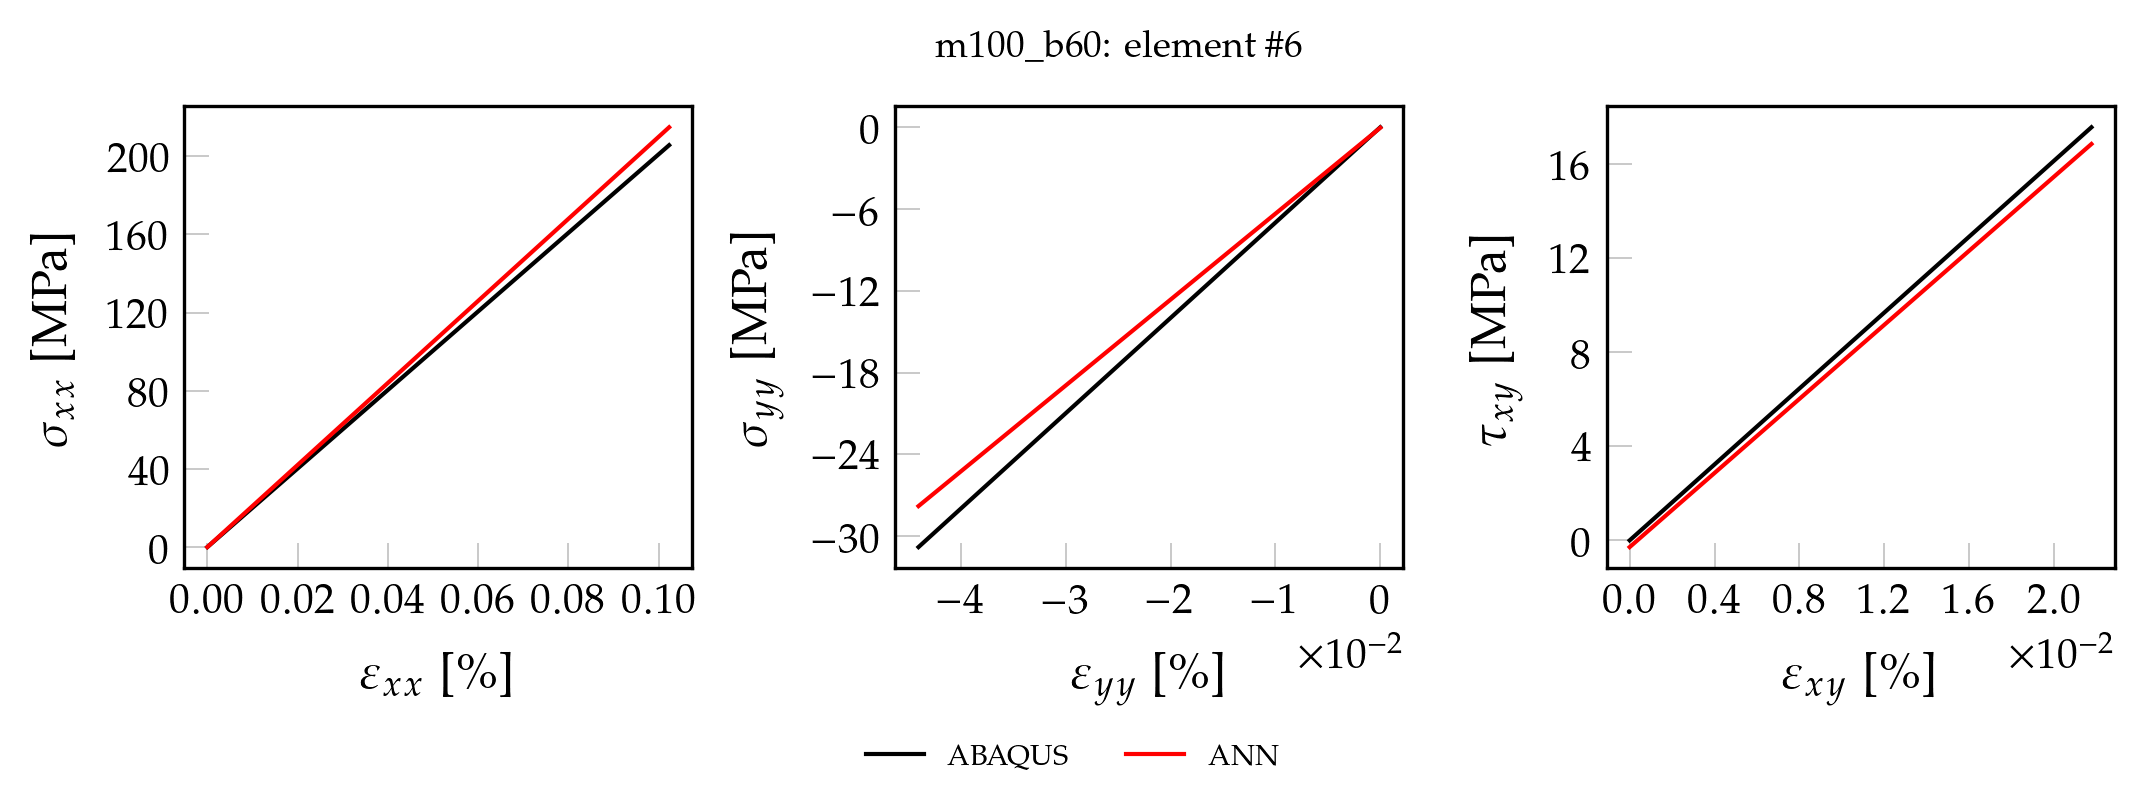 m100_b60: element #6
σxx [MPa]
200
160
120
80
40
0
0.00 0.02 0.04 0.06 0.08 0.10
εxx [%]
σyy [MPa]
0
−6
−12
−18
−24
−30
−4 −3 −2 −1 0
×10⁻²
εyy [%]
τxy [MPa]
16
12
8
4
0
0.0 0.4 0.8 1.2 1.6 2.0
×10⁻²
εxy [%]
ABAQUS ANN